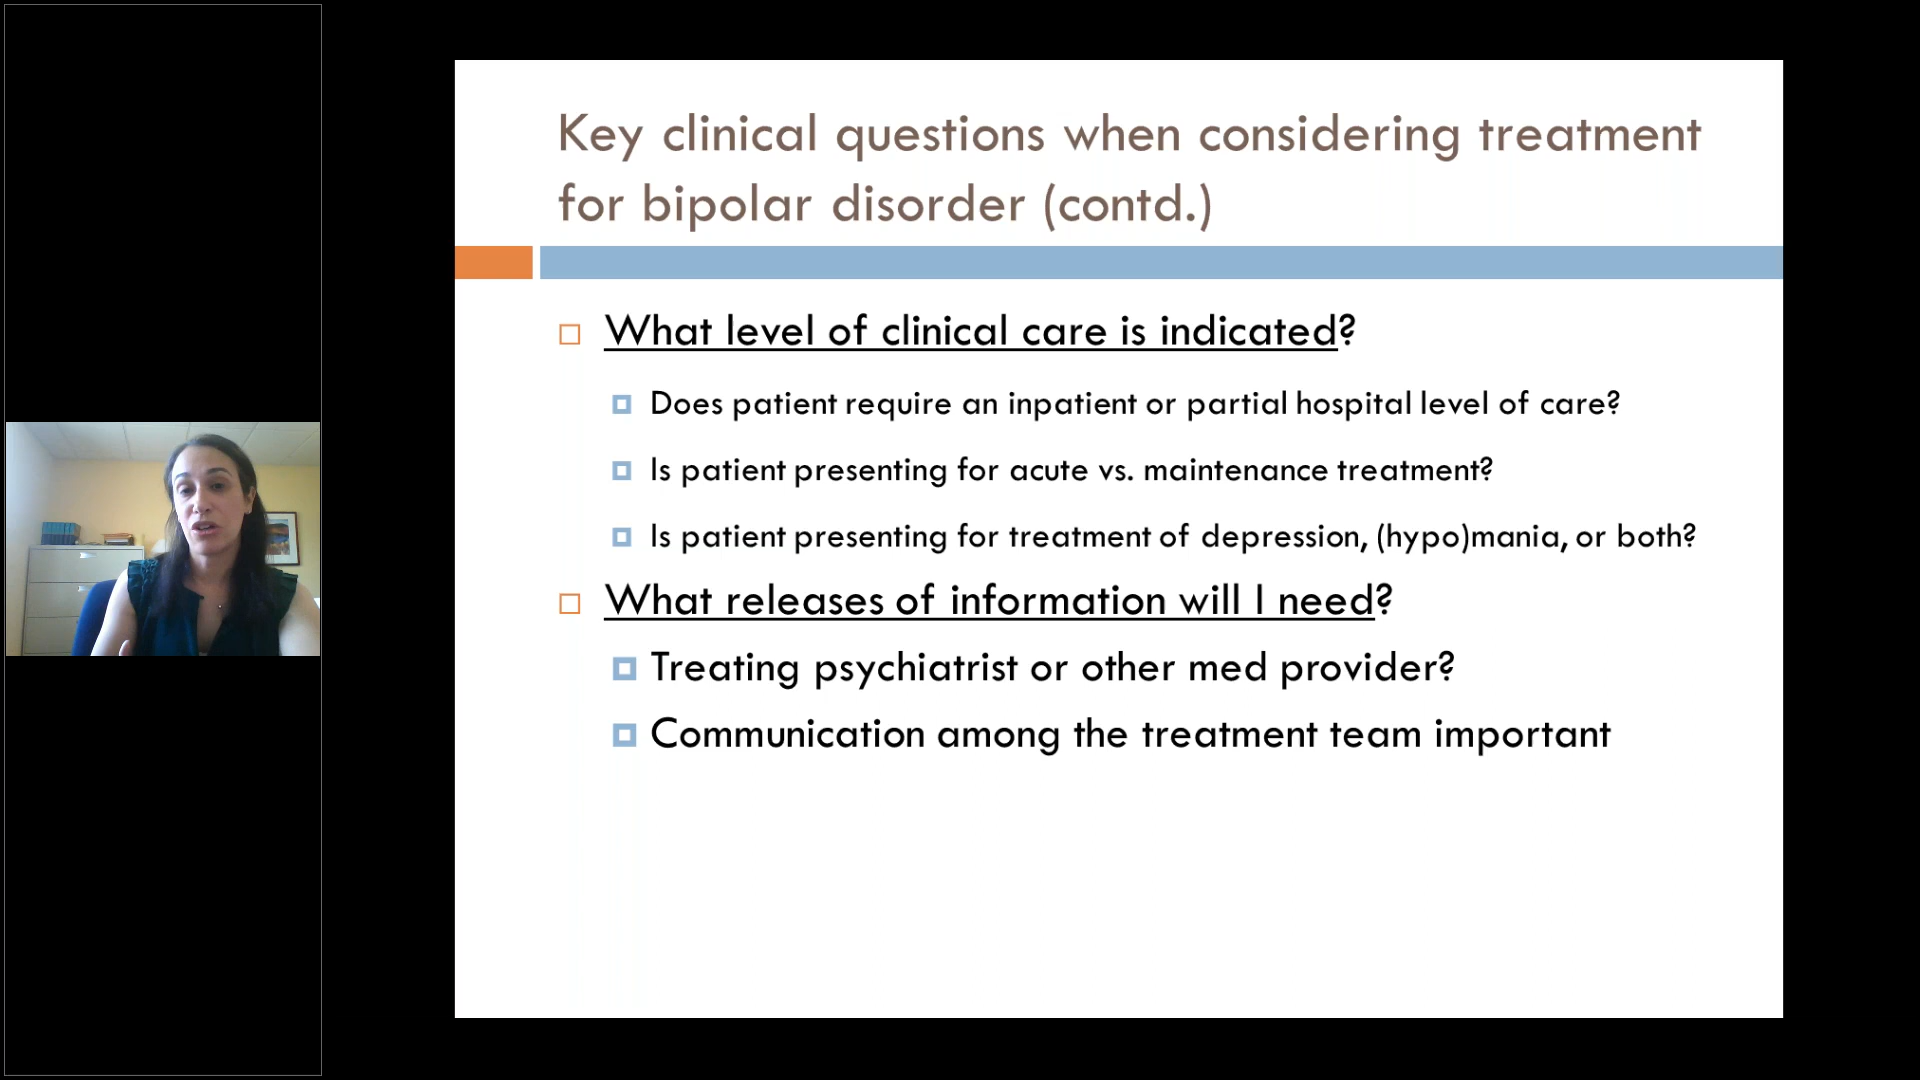 Key clinical questions when considering treatment
for bipolar disorder (contd.)
What level of clinical care is indicated?
Does patient require an inpatient or partial hospital level of care?
Is patient presenting for acute vs. maintenance treatment?
Is patient presenting for treatment of depression, (hypo)mania, or both?
What releases of information will I need?
Treating psychiatrist or other med provider?
Communication among the treatment team important